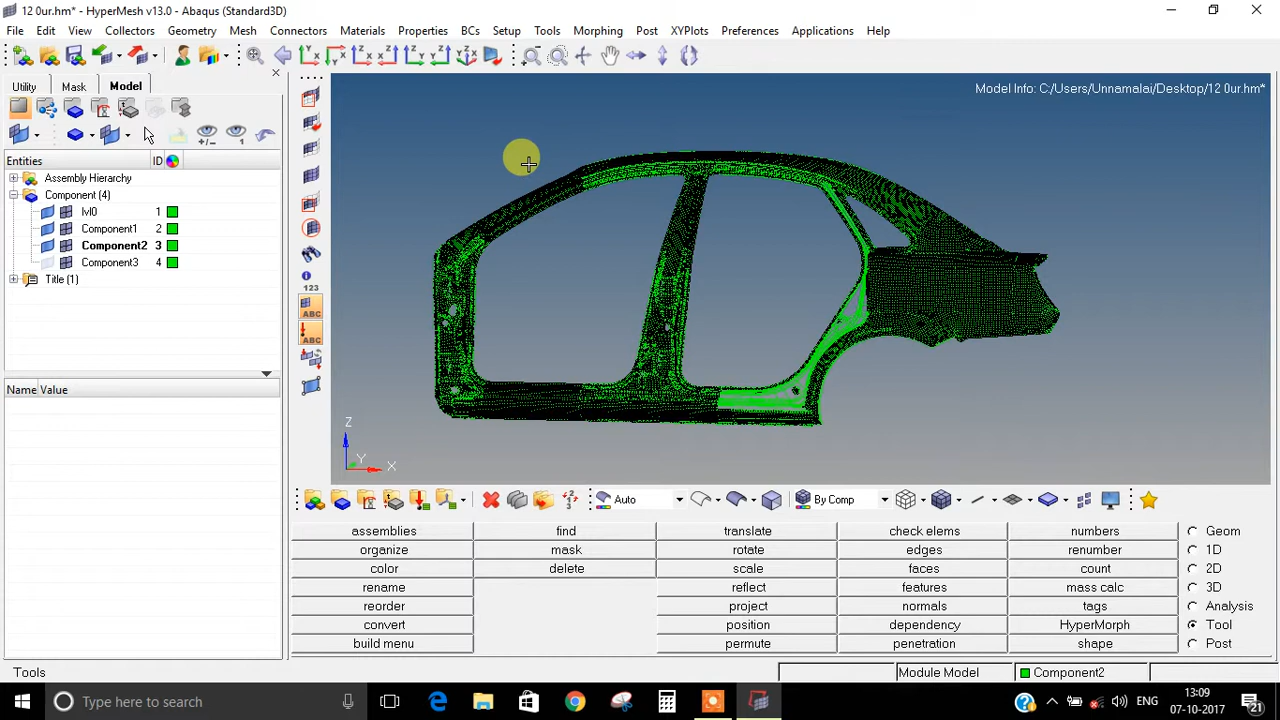 12 0ur.hm* - HyperMesh v13.0 - Abaqus (Standard3D)
File Edit View Collectors Geometry Mesh Connectors Materials Properties BCs Setup Tools Morphing Post XYPlots Preferences Applications Help
Utility Mask Model
Model Info: C:/Users/Unnamalai/Desktop/12 0ur.hm*
Entities ID
Assembly Hierarchy
Component (4)
lvl0 1
Component1 2
Component2 3
Component3 4
Title (1)
123
ABC
ABC
Name Value
Z
Y X
Auto By Comp
assemblies find translate check elems numbers Geom
organize mask rotate edges renumber 1D
color delete scale faces count 2D
rename reflect features mass calc 3D
reorder project normals tags Analysis
convert position dependency HyperMorph Tool
build menu permute penetration shape Post
Tools Module Model Component2
Type here to search
ENG 13:09
07-10-2017
21